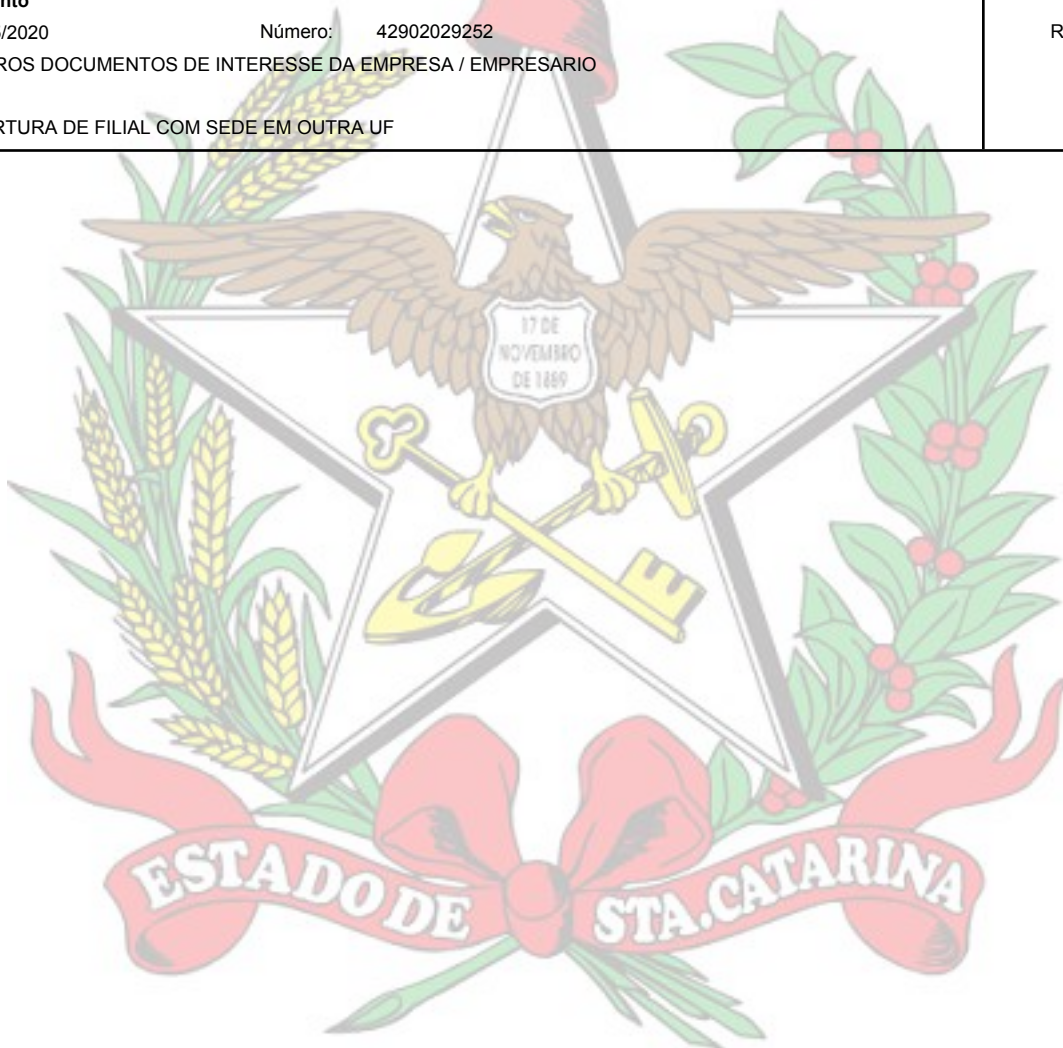 nto
/2020 Número: 42902029252 R
ROS DOCUMENTOS DE INTERESSE DA EMPRESA / EMPRESARIO
RTURA DE FILIAL COM SEDE EM OUTRA UF
17 DE
NOVEMBRO
DE 1889
ESTADO DE STA.CATARINA